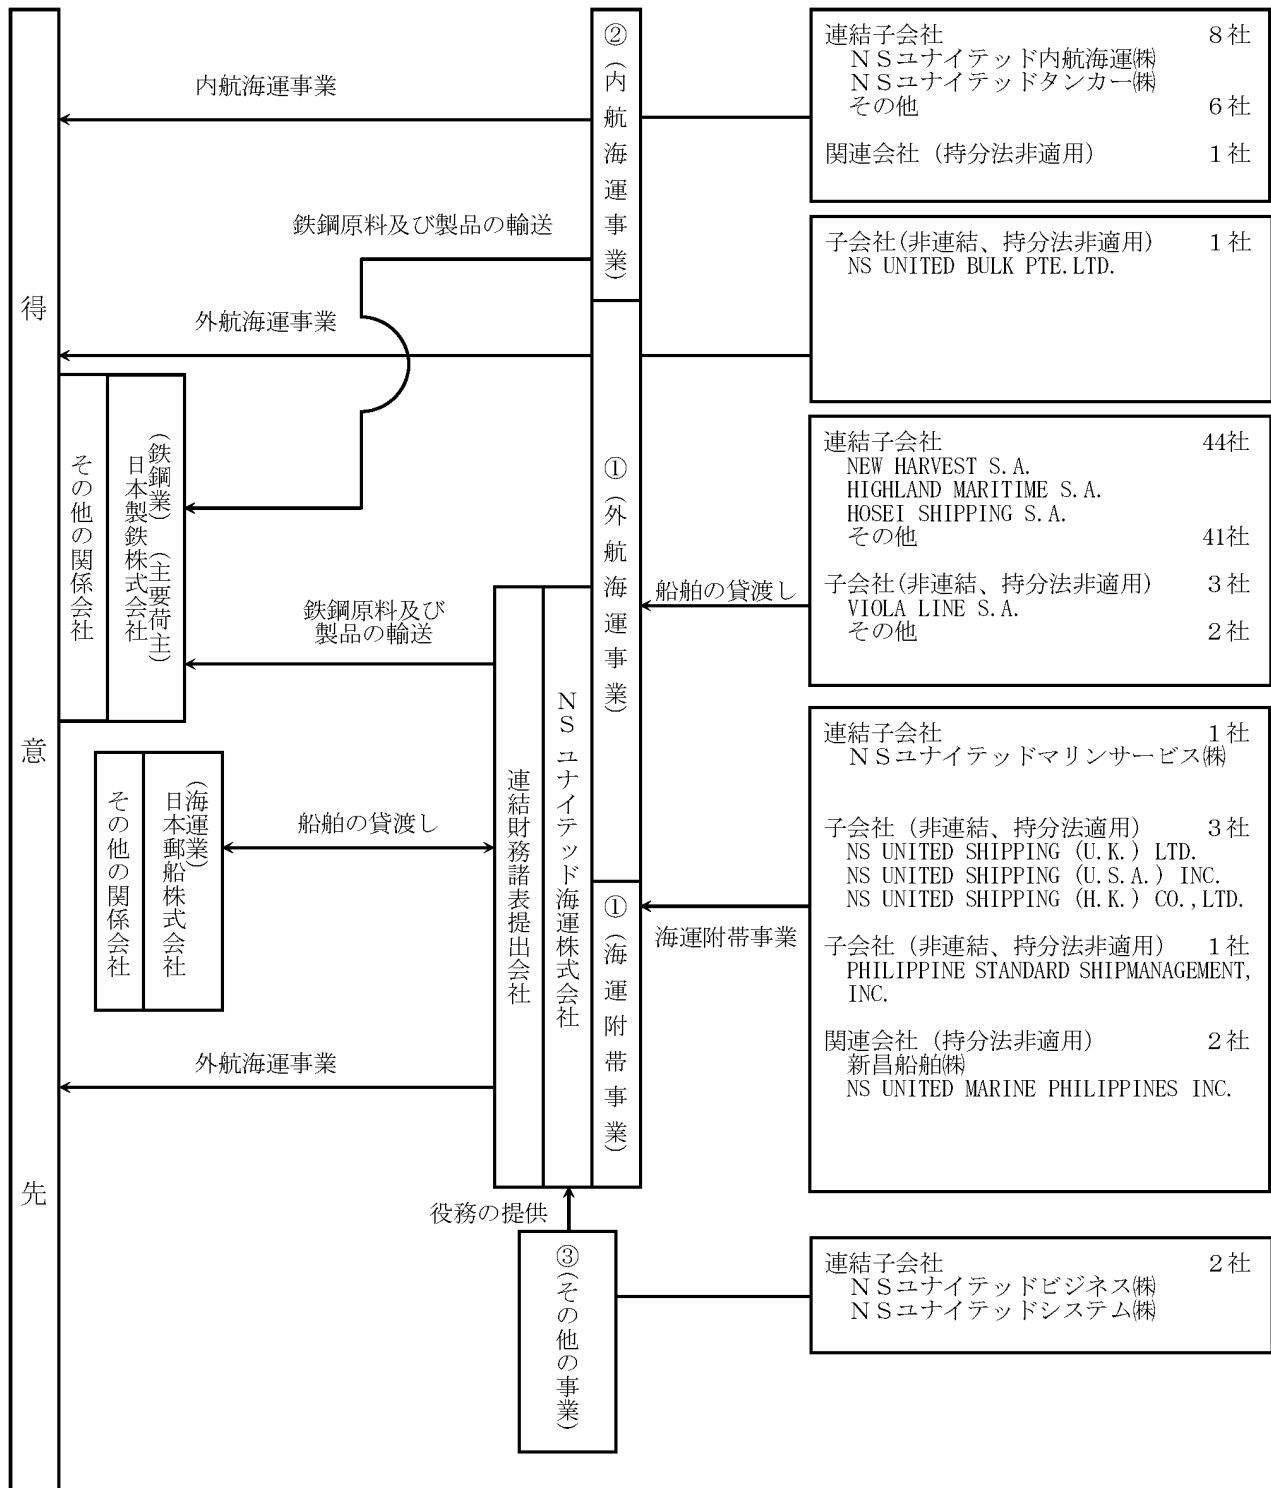 得意先
内航海運事業
鉄鋼原料及び製品の輸送
外航海運事業
その他の関係会社
日本製鉄株式会社
(鉄鋼業)(主要荷主)
鉄鋼原料及び
製品の輸送
その他の関係会社
日本郵船株式会社
(海運業)
船舶の貸渡し
外航海運事業
連結財務諸表提出会社
NSユナイテッド海運株式会社
②(内航海運事業)
①(外航海運事業)
①(海運附帯事業)
役務の提供
③(その他の事業)
船舶の貸渡し
海運附帯事業
連結子会社 8社
NSユナイテッド内航海運㈱
NSユナイテッドタンカー㈱
その他 6社
関連会社(持分法非適用) 1社
子会社(非連結、持分法非適用) 1社
NS UNITED BULK PTE.LTD.
連結子会社 44社
NEW HARVEST S.A.
HIGHLAND MARITIME S.A.
HOSEI SHIPPING S.A.
その他 41社
子会社(非連結、持分法非適用) 3社
VIOLA LINE S.A.
その他 2社
連結子会社 1社
NSユナイテッドマリンサービス㈱
子会社(非連結、持分法適用) 3社
NS UNITED SHIPPING (U.K.) LTD.
NS UNITED SHIPPING (U.S.A.) INC.
NS UNITED SHIPPING (H.K.) CO.,LTD.
子会社(非連結、持分法非適用) 1社
PHILIPPINE STANDARD SHIPMANAGEMENT,
INC.
関連会社(持分法非適用) 2社
新昌船舶㈱
NS UNITED MARINE PHILIPPINES INC.
連結子会社 2社
NSユナイテッドビジネス㈱
NSユナイテッドシステム㈱